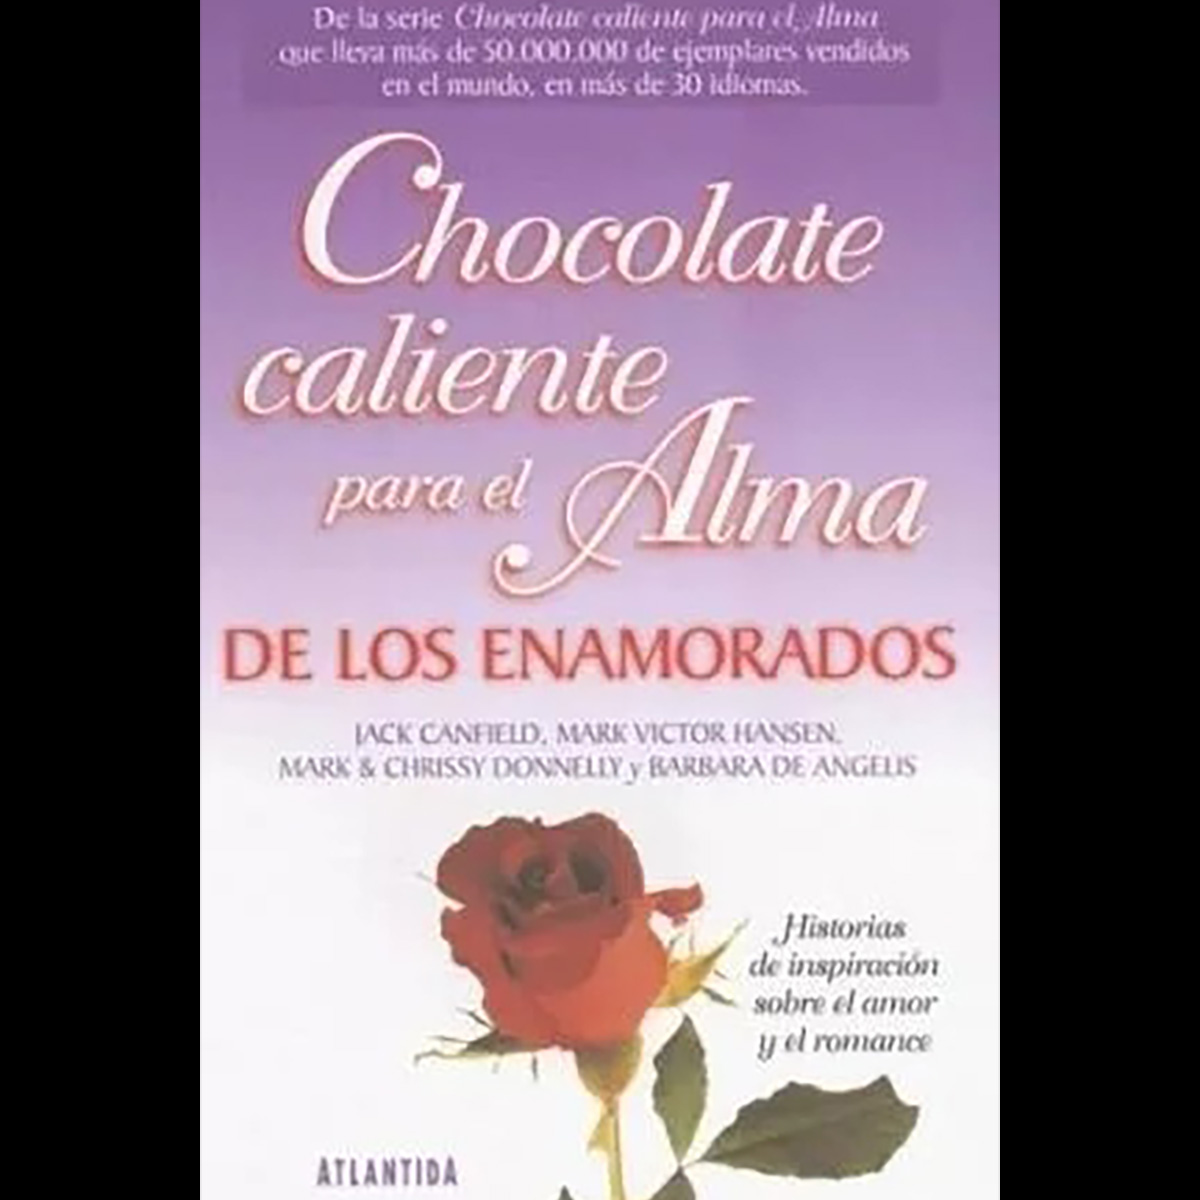 De la serie Chocolate caliente para el Alma
que lleva más de 50.000.000 de ejemplares vendidos
en el mundo, en más de 30 idiomas.
Chocolate
caliente
para el Alma
DE LOS ENAMORADOS
JACK CANFIELD, MARK VICTOR HANSEN,
MARK & CHRISSY DONNELLY y BARBARA DE ANGELIS
Historias
de inspiración
sobre el amor
y el romance
ATLANTIDA